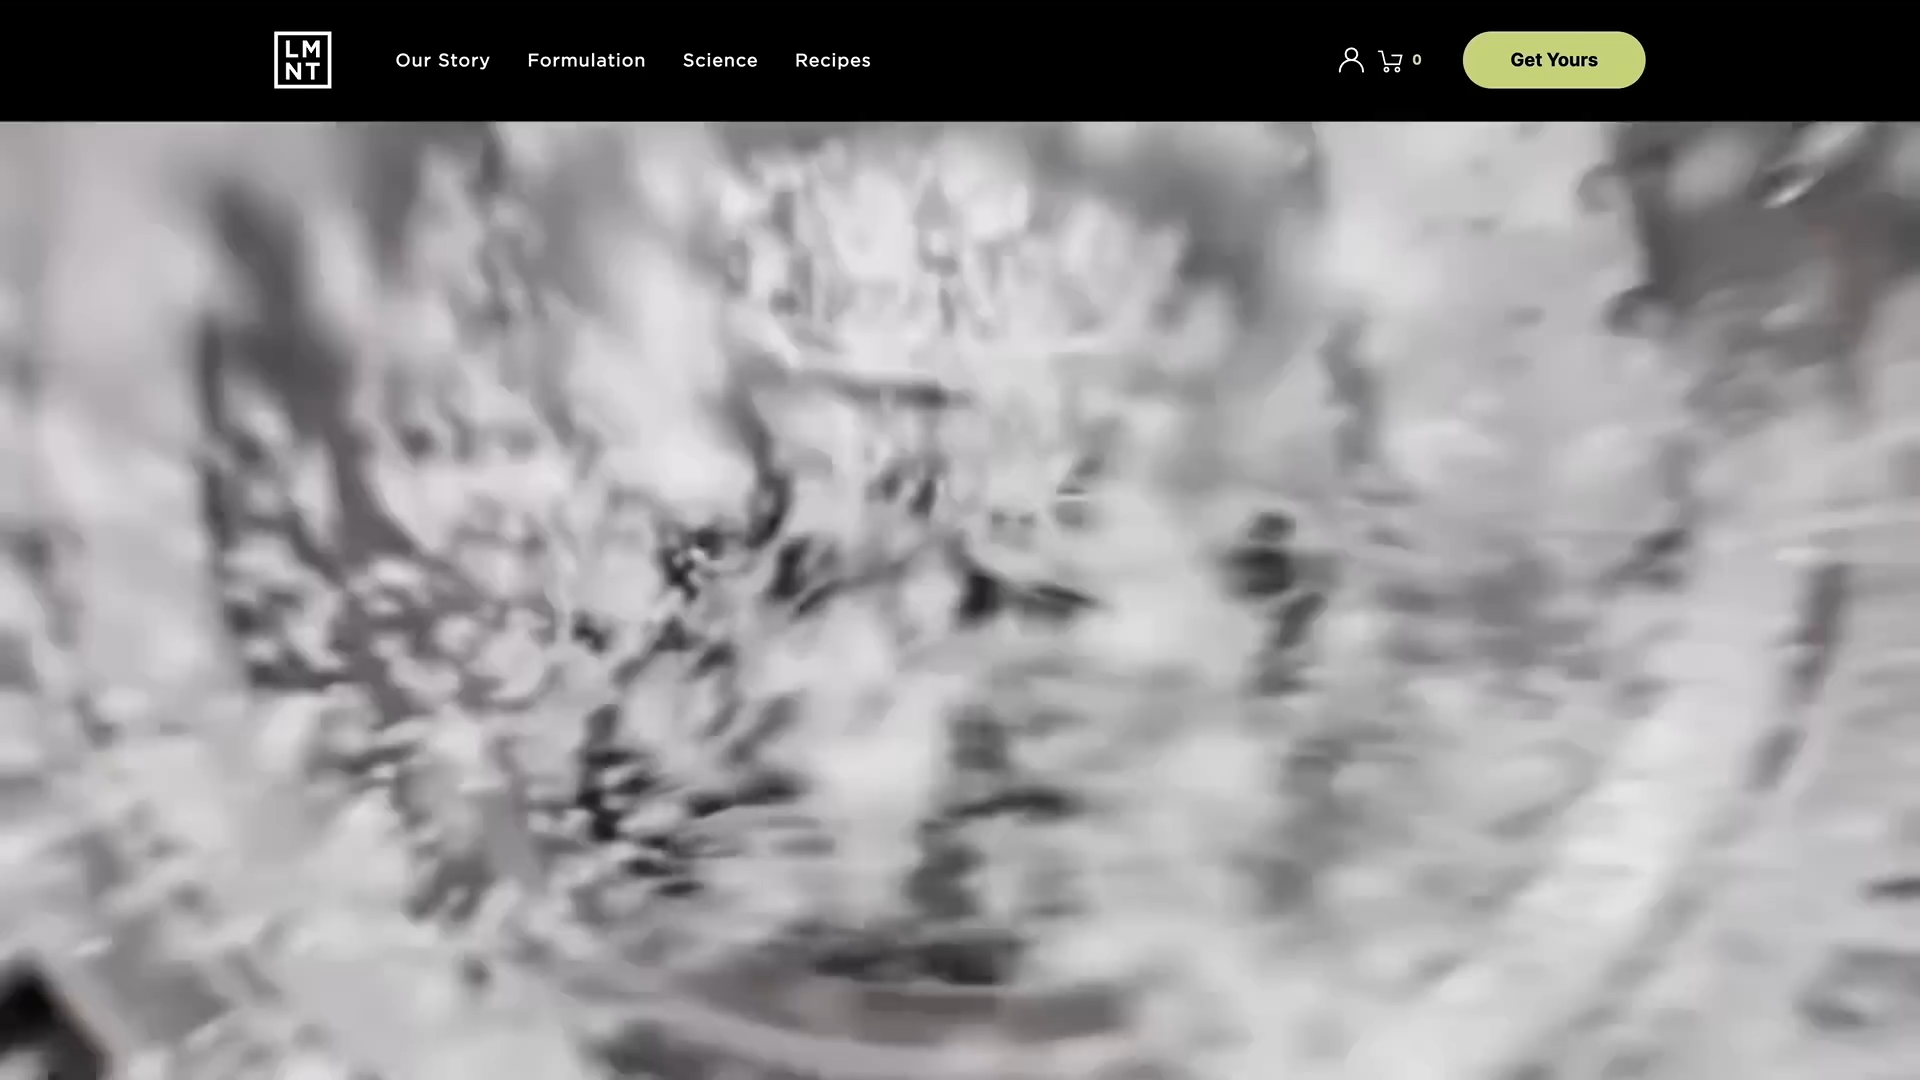 LM
NT
Our Story
Formulation
Science
Recipes
0
Get Yours